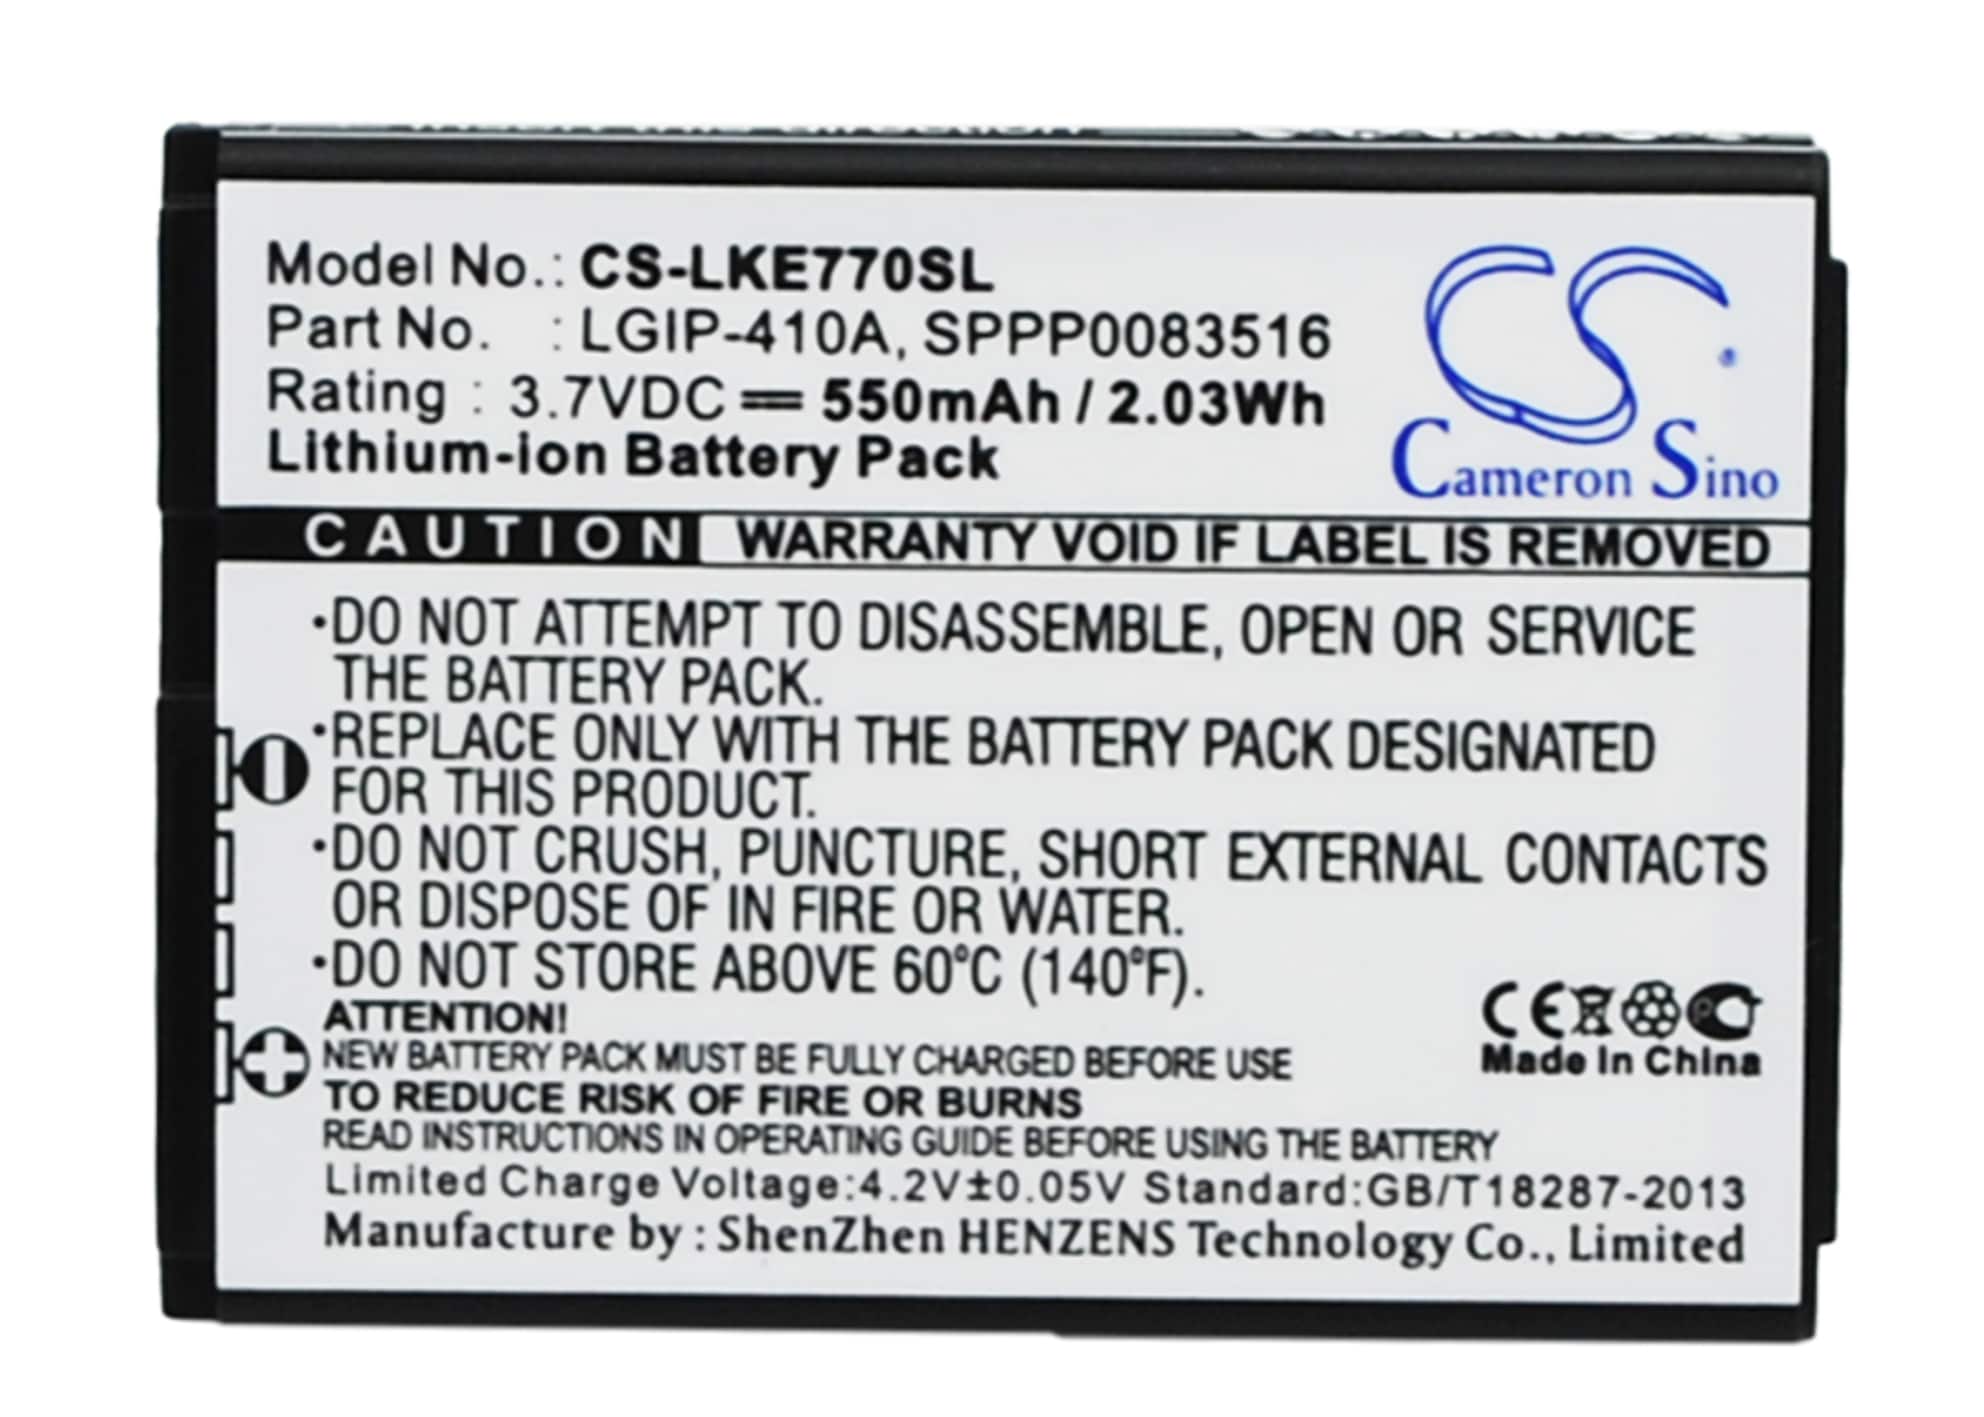 Model No.: CS-LKE770SL
Part No. : LGIP-410A, SPPP0083516
Rating : 3.7VDC 550mAh / 2.03Wh
Lithium-ion Battery Pack
CS
Cameron Sino
CAUTION WARRANTY VOID IF LABEL IS REMOVED
•DO NOT ATTEMPT TO DISASSEMBLE, OPEN OR SERVICE
THE BATTERY PACK.
•REPLACE ONLY WITH THE BATTERY PACK DESIGNATED
FOR THIS PRODUCT.
•DO NOT CRUSH, PUNCTURE, SHORT EXTERNAL CONTACTS
OR DISPOSE OF IN FIRE OR WATER.
•DO NOT STORE ABOVE 60°C (140°F).
ATTENTION!
NEW BATTERY PACK MUST BE FULLY CHARGED BEFORE USE
TO REDUCE RISK OF FIRE OR BURNS
READ INSTRUCTIONS IN OPERATING GUIDE BEFORE USING THE BATTERY
CE
Made In China
Limited Charge Voltage:4.2V±0.05V Standard:GB/T18287-2013
Manufacture by : ShenZhen HENZENS Technology Co., Limited